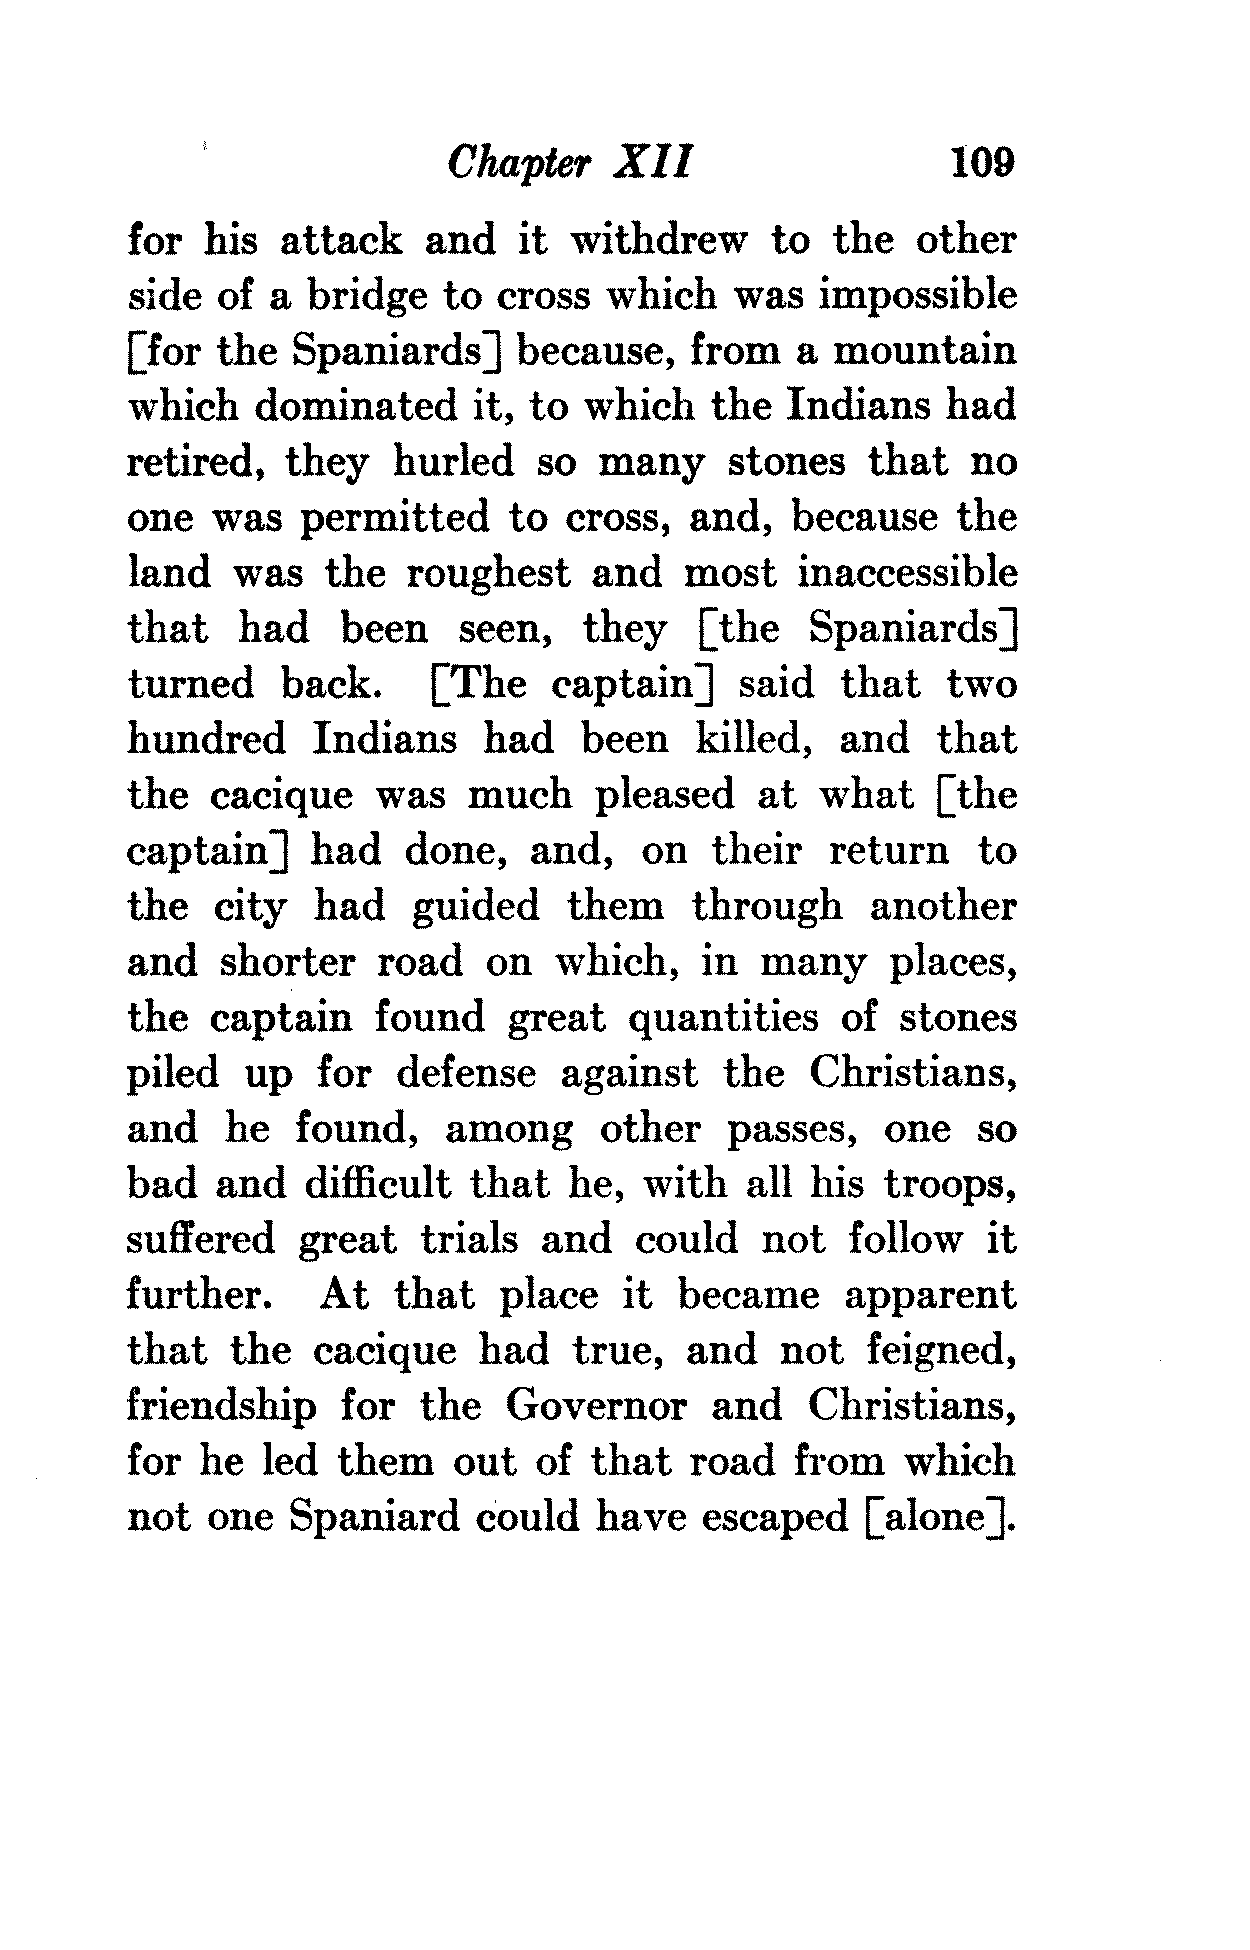 Chapter XII 109
for his attack and it withdrew to the other
side of a bridge to cross which was impossible
[for the Spaniards] because, from a mountain
which dominated it, to which the Indians had
retired, they hurled so many stones that no
one was permitted to cross, and, because the
land was the roughest and most inaccessible
that had been seen, they [the Spaniards]
turned back. [The captain] said that two
hundred Indians had been killed, and that
the cacique was much pleased at what [the
captain] had done, and, on their return to
the city had guided them through another
and shorter road on which, in many places,
the captain found great quantities of stones
piled up for defense against the Christians,
and he found, among other passes, one so
bad and difficult that he, with all his troops,
suffered great trials and could not follow it
further. At that place it became apparent
that the cacique had true, and not feigned,
friendship for the Governor and Christians,
for he led them out of that road from which
not one Spaniard could have escaped [alone].